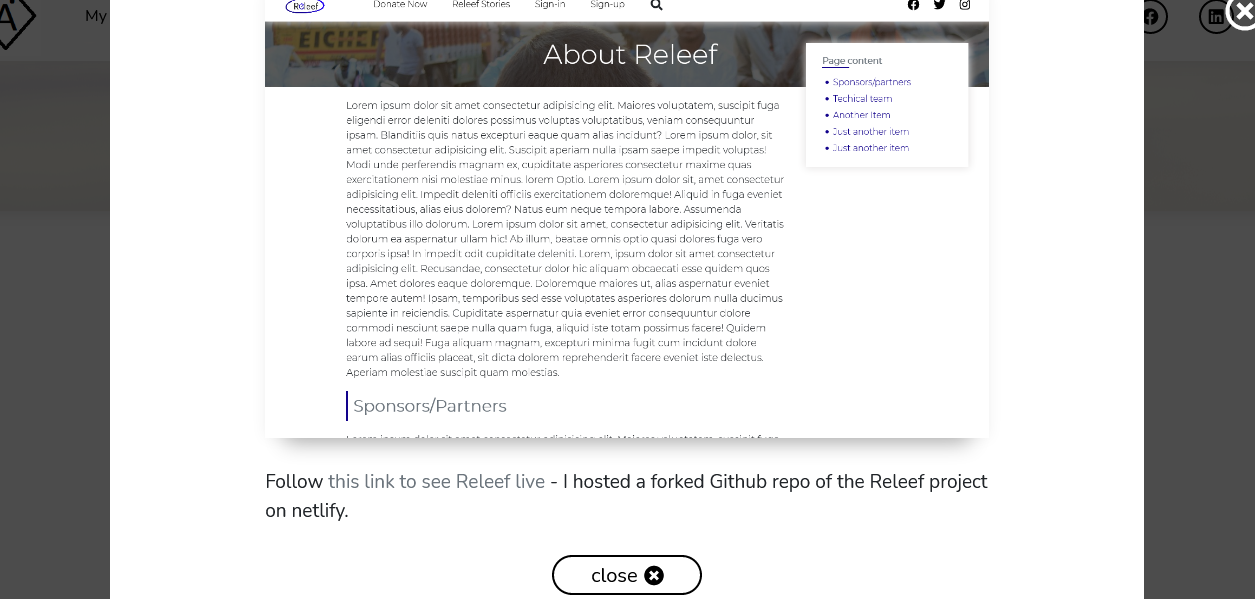 My
Releef
Donate Now Releef Stories Sign-in Sign-up
EICHER
About Releef
Page content
Sponsors/partners
Techical team
Another item
Just another item
Just another item
Lorem ipsum dolor sit amet consectetur adipisicing elit. Maiores voluptatem, suscipit fuga
eligendi error deleniti dolores possimus voluptas voluptatibus, veniam consequuntur
ipsam. Blanditiis quis natus excepturi eaque quam alias incidunt? Lorem ipsum dolor, sit
amet consectetur adipisicing elit. Suscipit aperiam nulla ipsam saepe impedit voluptas!
Modi unde perferendis magnam ex, cupiditate asperiores consectetur maxime quas
exercitationem nisi molestiae minus. lorem Optio. Lorem ipsum dolor sit, amet consectetur
adipisicing elit. Impedit deleniti officiis exercitationem doloremque! Aliquid in fuga eveniet
necessitatibus, alias eius dolorem? Natus eum neque tempora labore. Assumenda
voluptatibus illo dolorum. Lorem ipsum dolor sit amet, consectetur adipisicing elit. Veritatis
dolorum ea aspernatur ullam hic! Ab illum, beatae omnis optio quasi dolores fuga vero
corporis ipsa! In impedit odit cupiditate deleniti. Lorem, ipsum dolor sit amet consectetur
adipisicing elit. Recusandae, consectetur dolor hic aliquam obcaecati esse quidem quos
ipsa. Amet dolores eaque doloremque. Doloremque maiores ut, alias aspernatur eveniet
tempore autem! Ipsam, temporibus sed esse voluptates asperiores dolorum nulla ducimus
sapiente in reiciendis. Cupiditate aspernatur quia eveniet error consequuntur dolore
commodi nesciunt saepe nulla quam fuga, aliquid iste totam possimus facere! Quidem
labore ad sequi! Fuga aliquam magnam, excepturi minima fugit cum incidunt dolore
earum alias officiis placeat, sit dicta dolorem reprehenderit facere eveniet iste delectus.
Aperiam molestiae suscipit quam molestias.
Sponsors/Partners
Follow this link to see Releef live - I hosted a forked Github repo of the Releef project
on netlify.
close